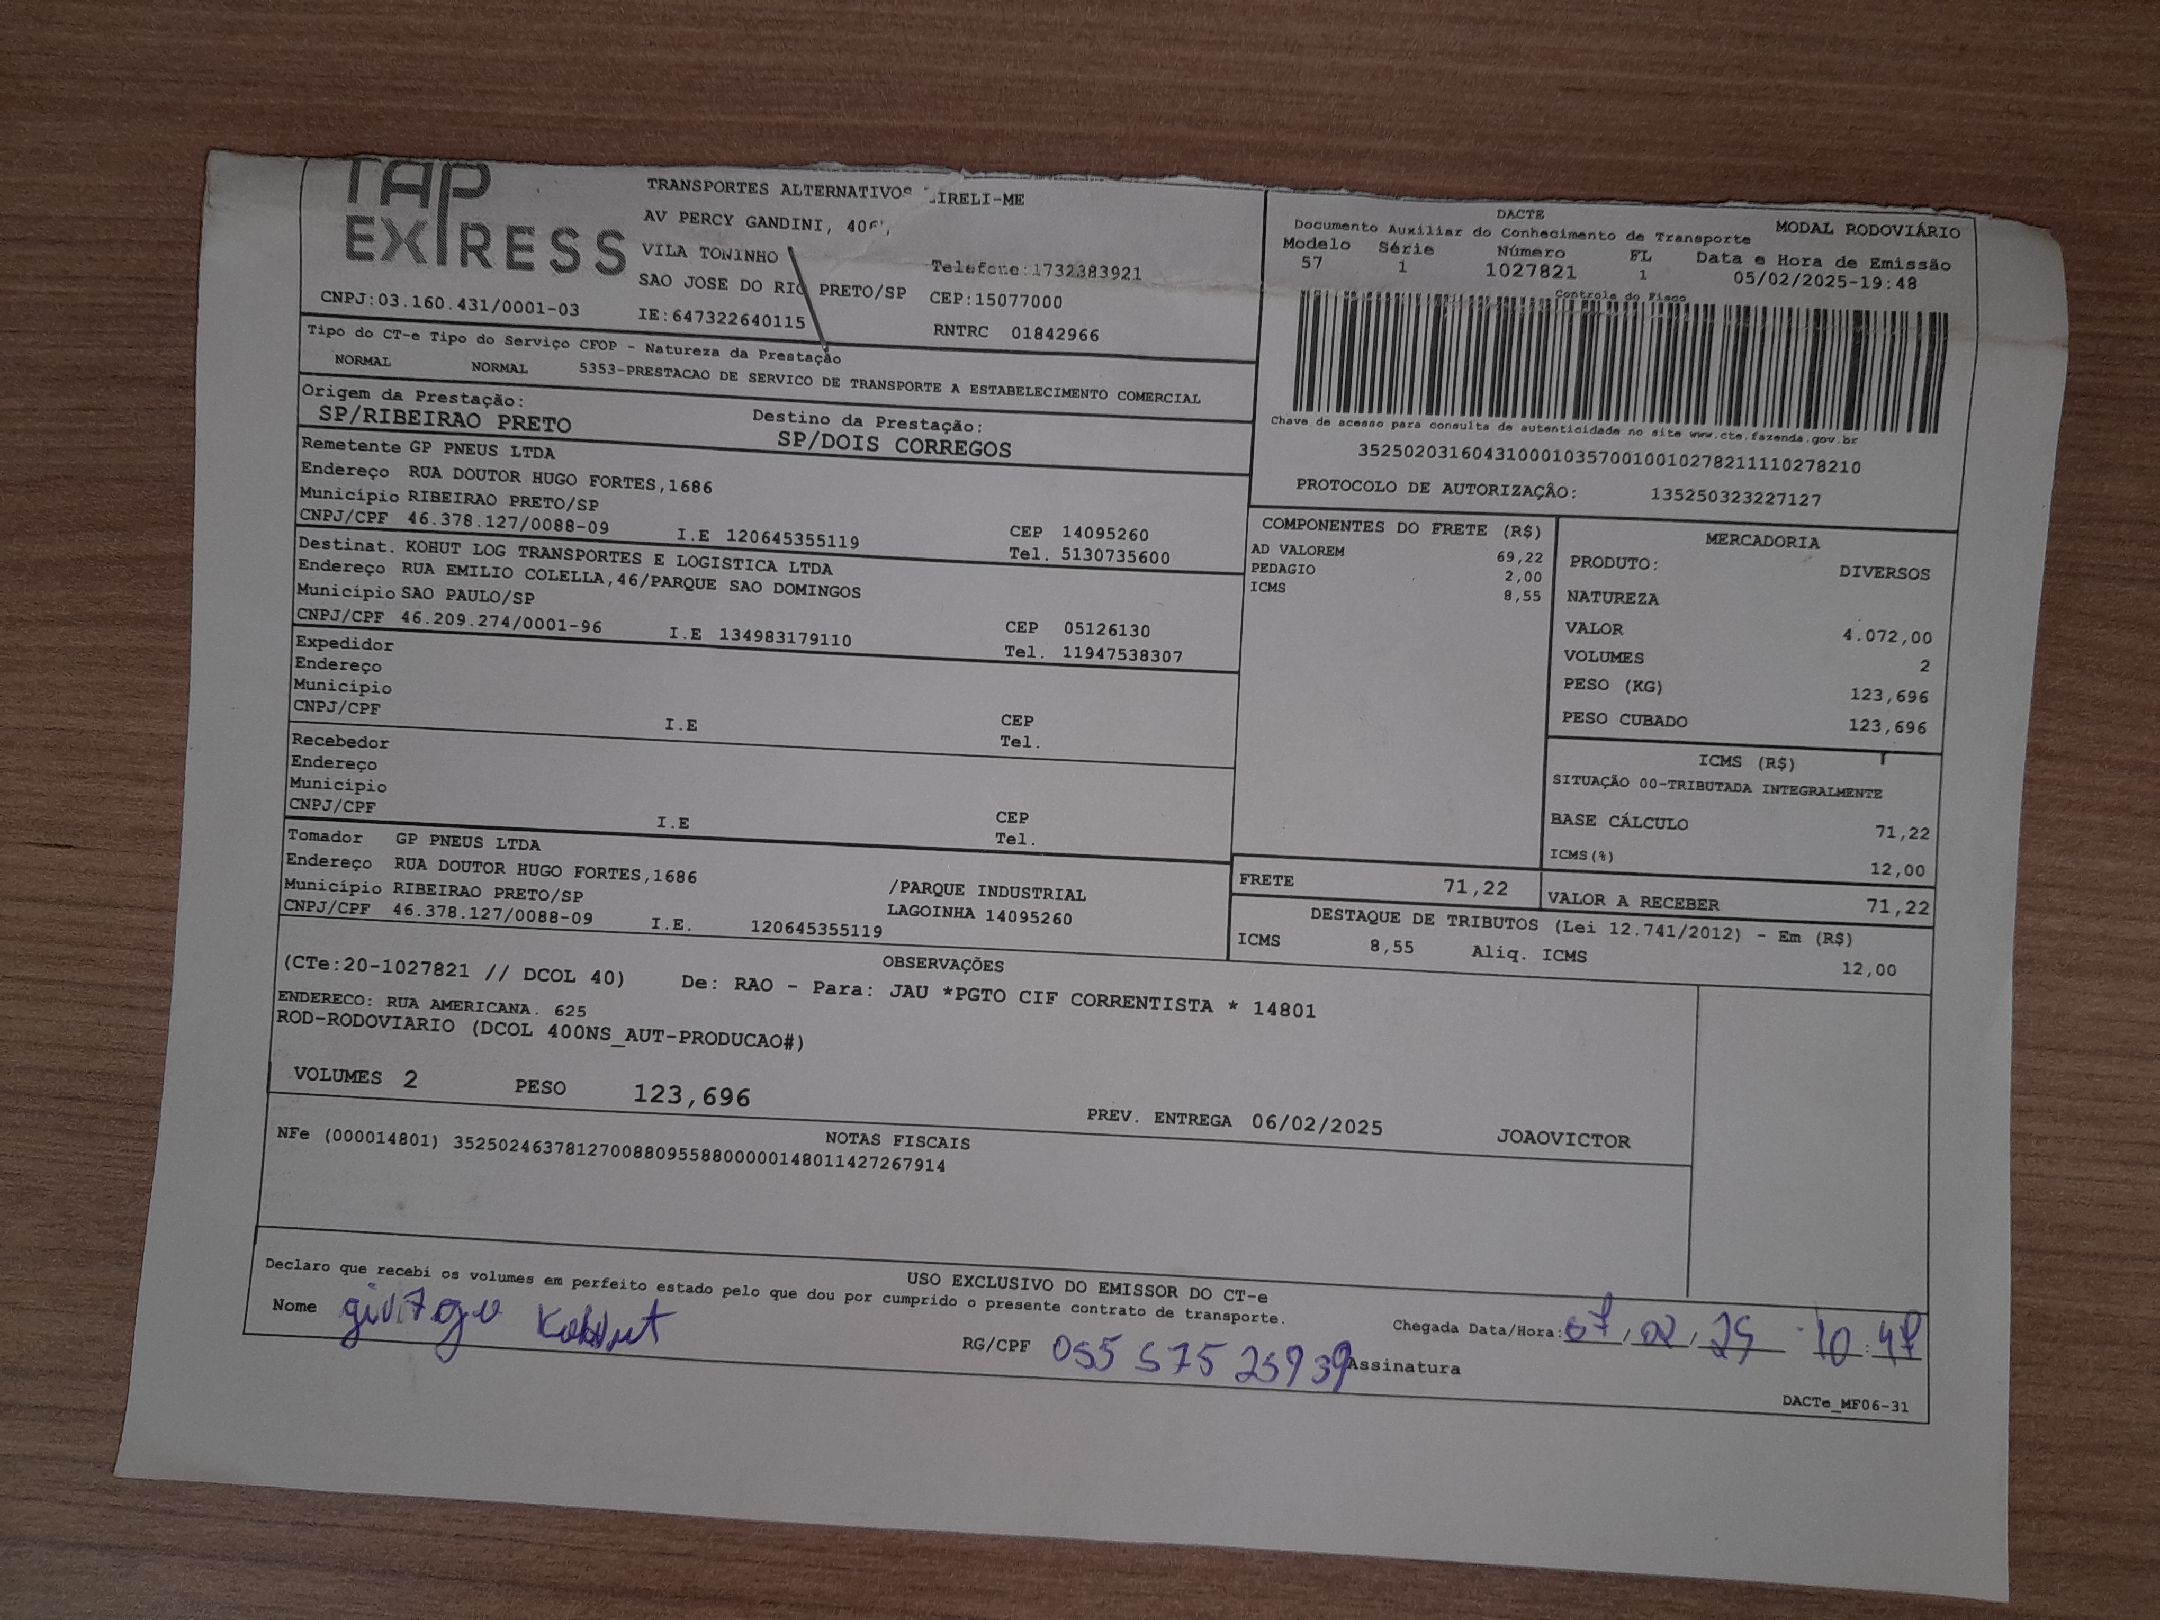 TAP
EXPRESS
TRANSPORTES ALTERNATIVOS EIRELI-ME
AV PERCY GANDINI,
VILA TONINHO
Telefone:1732383921
SAO JOSE DO RIO PRETO/SP CEP:15077000
CNPJ:03.160.431/0001-03 IE:647322640115 RNTRC 01842966
DACTE MODAL RODOVIÁRIO
Documento Auxiliar do Conhecimento de Transporte
Modelo Série Número FL Data e Hora de Emissão
57 1 1027821 1 05/02/2025-19:48
Controle do Fisco
Chave de acesso para consulta de autenticidade no site www.cte.fazenda.gov.br
35250203160431000103570010010278211110278210
PROTOCOLO DE AUTORIZAÇÃO: 135250323227127
Tipo do CT-e Tipo do Serviço CFOP - Natureza da Prestação
NORMAL NORMAL 5353-PRESTACAO DE SERVICO DE TRANSPORTE A ESTABELECIMENTO COMERCIAL
Origem da Prestação: Destino da Prestação:
SP/RIBEIRAO PRETO SP/DOIS CORREGOS
Remetente GP PNEUS LTDA
Endereço RUA DOUTOR HUGO FORTES,1686
Município RIBEIRAO PRETO/SP CEP 14095260
CNPJ/CPF 46.378.127/0088-09 I.E 120645355119 Tel. 5130735600
Destinat. KOHUT LOG TRANSPORTES E LOGISTICA LTDA
Endereço RUA EMILIO COLELLA,46/PARQUE SAO DOMINGOS
Município SAO PAULO/SP CEP 05126130
CNPJ/CPF 46.209.274/0001-96 I.E 134983179110 Tel. 11947538307
Expedidor
Endereço
Município CEP
CNPJ/CPF I.E Tel.
Recebedor
Endereço
Município CEP
CNPJ/CPF I.E Tel.
Tomador GP PNEUS LTDA
Endereço RUA DOUTOR HUGO FORTES,1686 /PARQUE INDUSTRIAL
Município RIBEIRAO PRETO/SP LAGOINHA 14095260
CNPJ/CPF 46.378.127/0088-09 I.E. 120645355119
COMPONENTES DO FRETE (R$)
AD VALOREM 69,22
PEDAGIO 2,00
ICMS 8,55
MERCADORIA
PRODUTO: DIVERSOS
NATUREZA
VALOR 4.072,00
VOLUMES 2
PESO (KG) 123,696
PESO CUBADO 123,696
ICMS (R$)
SITUAÇÃO 00-TRIBUTADA INTEGRALMENTE
BASE CÁLCULO 71,22
ICMS(%) 12,00
FRETE 71,22 VALOR A RECEBER 71,22
DESTAQUE DE TRIBUTOS (Lei 12.741/2012) - Em (R$)
ICMS 8,55 Aliq. ICMS 12,00
OBSERVAÇÕES
(CTe:20-1027821 // DCOL 40) De: RAO - Para: JAU *PGTO CIF CORRENTISTA * 14801
ENDERECO: RUA AMERICANA. 625
ROD-RODOVIARIO (DCOL 400NS_AUT-PRODUCAO#)
VOLUMES 2 PESO 123,696 PREV. ENTREGA 06/02/2025 JOAOVICTOR
NOTAS FISCAIS
NFe (000014801) 35250246378127008809558800000148011427267914
USO EXCLUSIVO DO EMISSOR DO CT-e
Declaro que recebi os volumes em perfeito estado pelo que dou por cumprido o presente contrato de transporte.
Nome Kohut RG/CPF 055 575 259 39 Assinatura Chegada Data/Hora: 07/02/25 10:47
DACTe_MF06-31